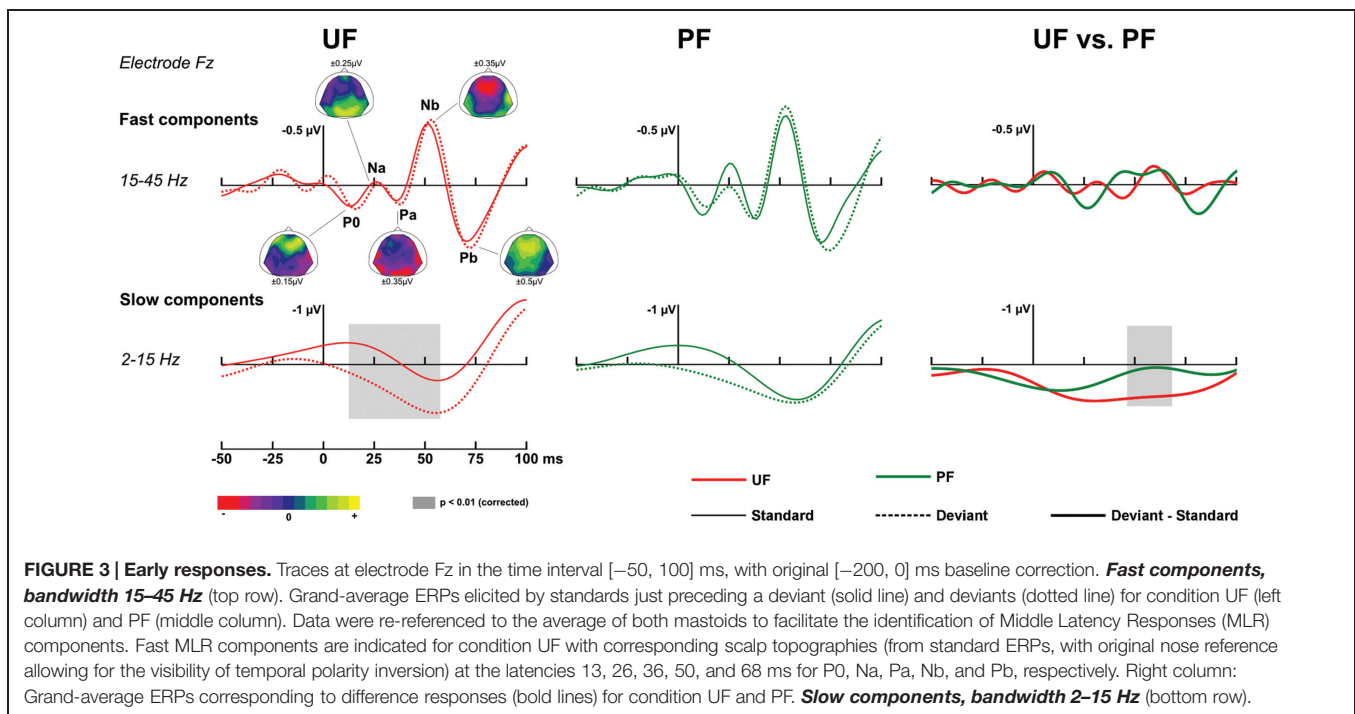 UF
PF
UF vs. PF
Electrode Fz
±0.25µV
±0.35µV
Nb
Fast components
-0.5 µV
-0.5 µV
-0.5 µV
Na
15-45 Hz
P0
Pa
Pb
±0.15µV
±0.35µV
±0.5µV
Slow components
-1 µV
-1 µV
-1 µV
2-15 Hz
-50
-25
0
25
50
75
100 ms
UF
PF
- 0 +
p < 0.01 (corrected)
Standard
Deviant
Deviant - Standard
FIGURE 3 | Early responses. Traces at electrode Fz in the time interval [−50, 100] ms, with original [−200, 0] ms baseline correction. Fast components,
bandwidth 15–45 Hz (top row). Grand-average ERPs elicited by standards just preceding a deviant (solid line) and deviants (dotted line) for condition UF (left
column) and PF (middle column). Data were re-referenced to the average of both mastoids to facilitate the identification of Middle Latency Responses (MLR)
components. Fast MLR components are indicated for condition UF with corresponding scalp topographies (from standard ERPs, with original nose reference
allowing for the visibility of temporal polarity inversion) at the latencies 13, 26, 36, 50, and 68 ms for P0, Na, Pa, Nb, and Pb, respectively. Right column:
Grand-average ERPs corresponding to difference responses (bold lines) for condition UF and PF. Slow components, bandwidth 2–15 Hz (bottom row).